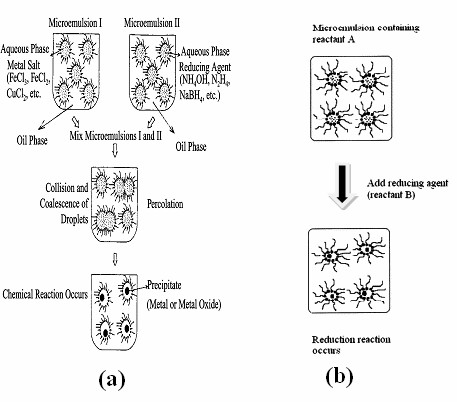 Microemulsion I
Microemulsion II
Aqueous Phase
Metal Salt
(FeCl₂, FeCl₃,
CuCl₂, etc.
Aqueous Phase
Reducing Agent
(NH₄OH, N₂H₄,
NaBH₄, etc.)
Oil Phase
Mix Microemulsions I and II
Oil Phase
Collision and
Coalescence of
Droplets
Percolation
Chemical Reaction Occurs
Precipitate
(Metal or Metal Oxide)
(a)
Microemulsion containing
reactant A
Add reducing agent
(reactant B)
Reduction reaction
occurs
(b)